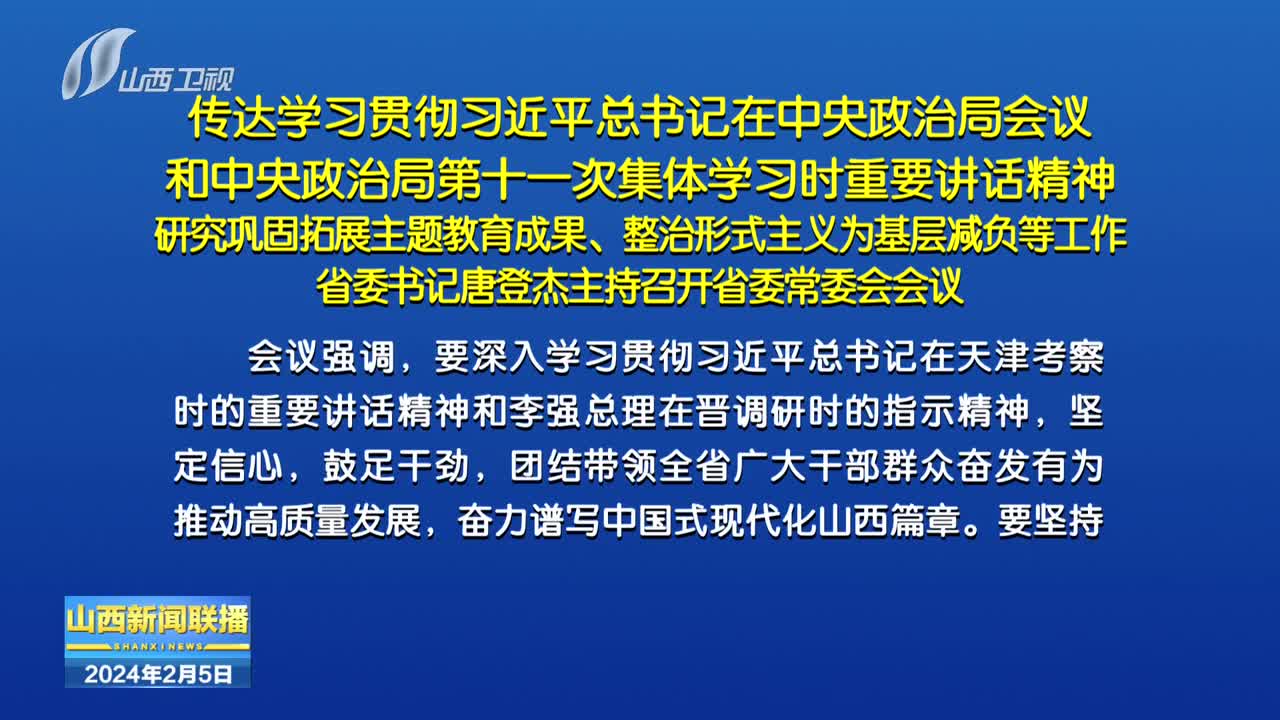 山西卫视
传达学习贯彻习近平总书记在中央政治局会议
和中央政治局第十一次集体学习时重要讲话精神
研究巩固拓展主题教育成果、整治形式主义为基层减负等工作
省委书记唐登杰主持召开省委常委会会议
会议强调，要深入学习贯彻习近平总书记在天津考察
时的重要讲话精神和李强总理在晋调研时的指示精神，坚
定信心，鼓足干劲，团结带领全省广大干部群众奋发有为
推动高质量发展，奋力谱写中国式现代化山西篇章。要坚持
山西新闻联播
SHANXI NEWS
2024年2月5日